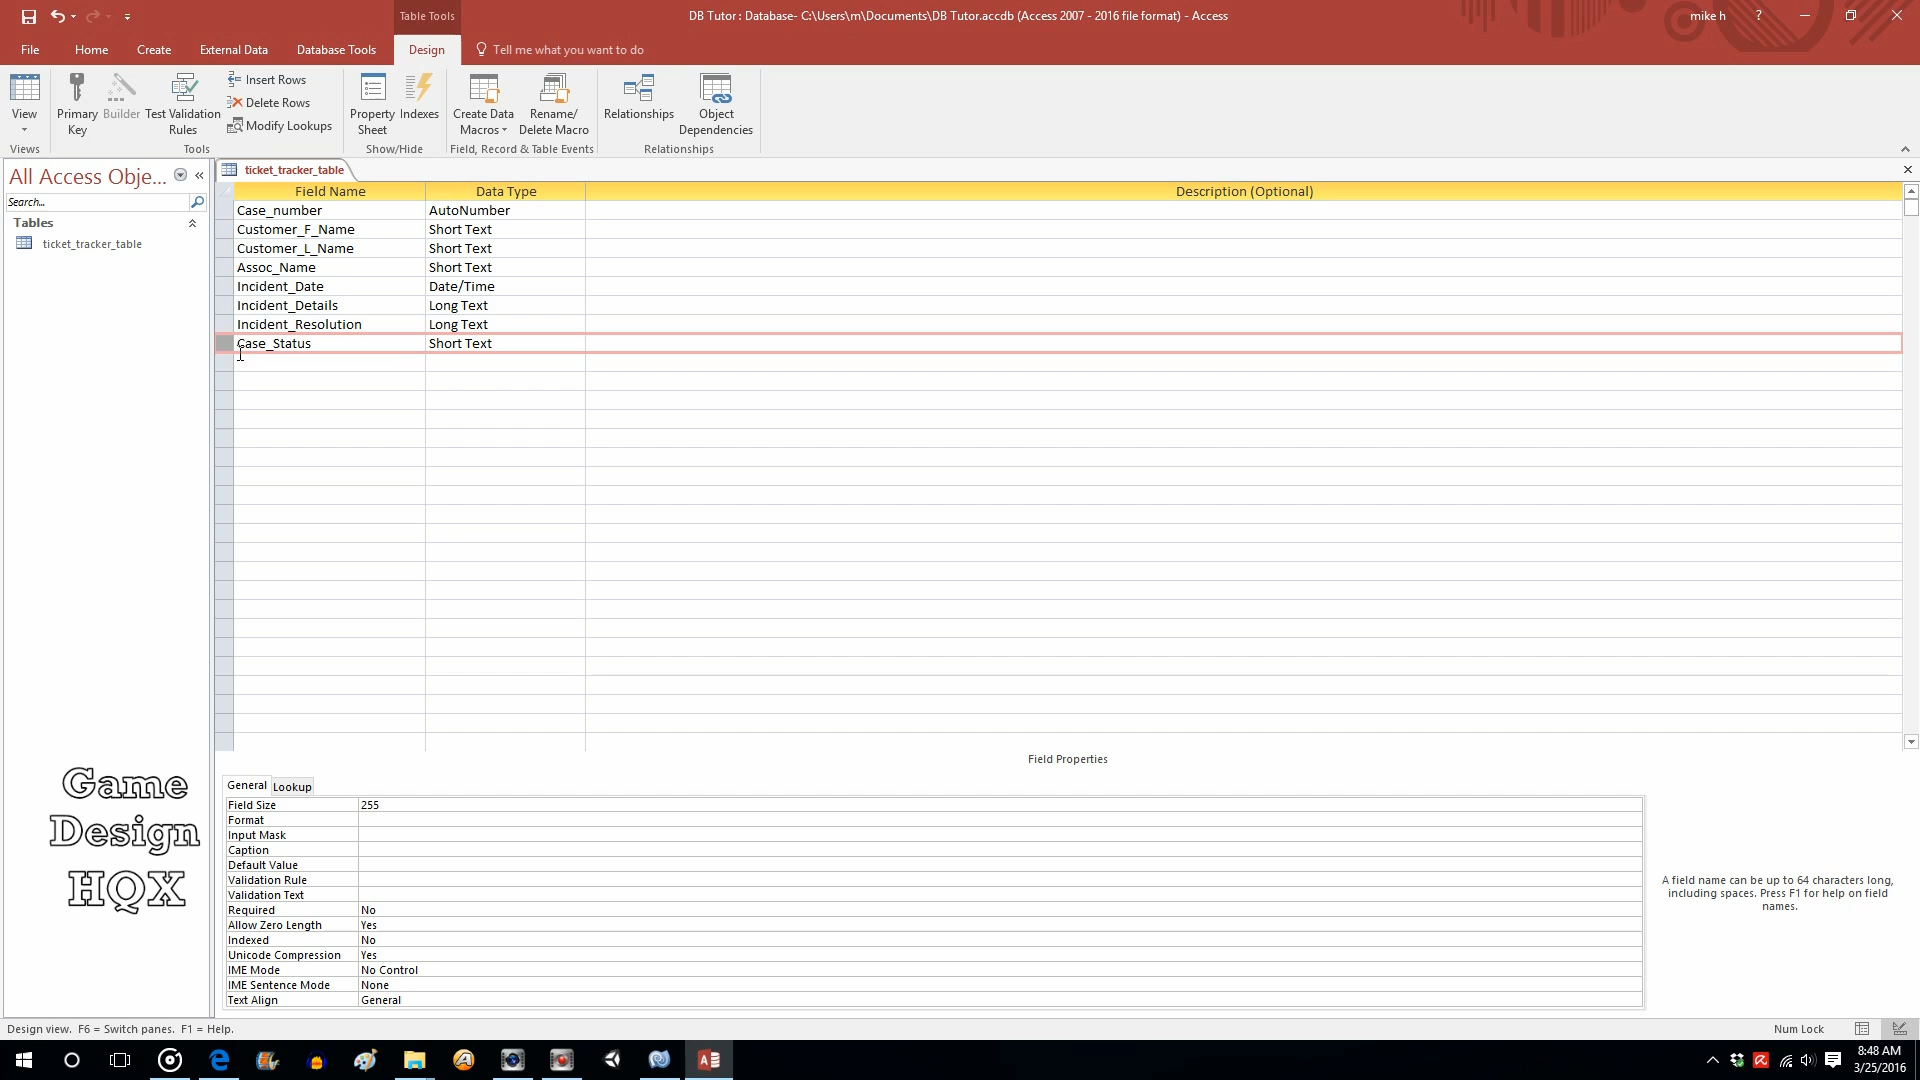 Table Tools
DB Tutor : Database- C:\Users\m\Documents\DB Tutor.accdb (Access 2007 - 2016 file format) - Access
mike h
?
File
Home
Create
External Data
Database Tools
Design
Tell me what you want to do
View
Primary Key
Builder
Test Validation Rules
Insert Rows
Delete Rows
Modify Lookups
Property Sheet
Indexes
Create Data Macros
Rename/ Delete Macro
Relationships
Object Dependencies
Views
Tools
Show/Hide
Field, Record & Table Events
Relationships
All Access Obje...
Search...
Tables
ticket_tracker_table
ticket_tracker_table
Field Name Data Type Description (Optional)
Case_number AutoNumber
Customer_F_Name Short Text
Customer_L_Name Short Text
Assoc_Name Short Text
Incident_Date Date/Time
Incident_Details Long Text
Incident_Resolution Long Text
Case_Status Short Text
Field Properties
General Lookup
Field Size 255
Format
Input Mask
Caption
Default Value
Validation Rule
Validation Text
Required No
Allow Zero Length Yes
Indexed No
Unicode Compression Yes
IME Mode No Control
IME Sentence Mode None
Text Align General
A field name can be up to 64 characters long,
including spaces. Press F1 for help on field
names.
Game
Design
HQX
Design view. F6 = Switch panes. F1 = Help.
Num Lock
8:48 AM
3/25/2016